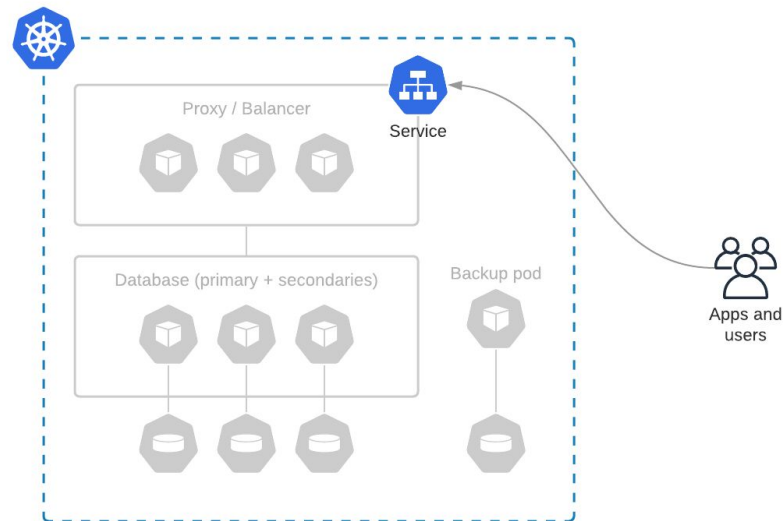 Proxy / Balancer
Service
Database (primary + secondaries)
Backup pod
Apps and
users